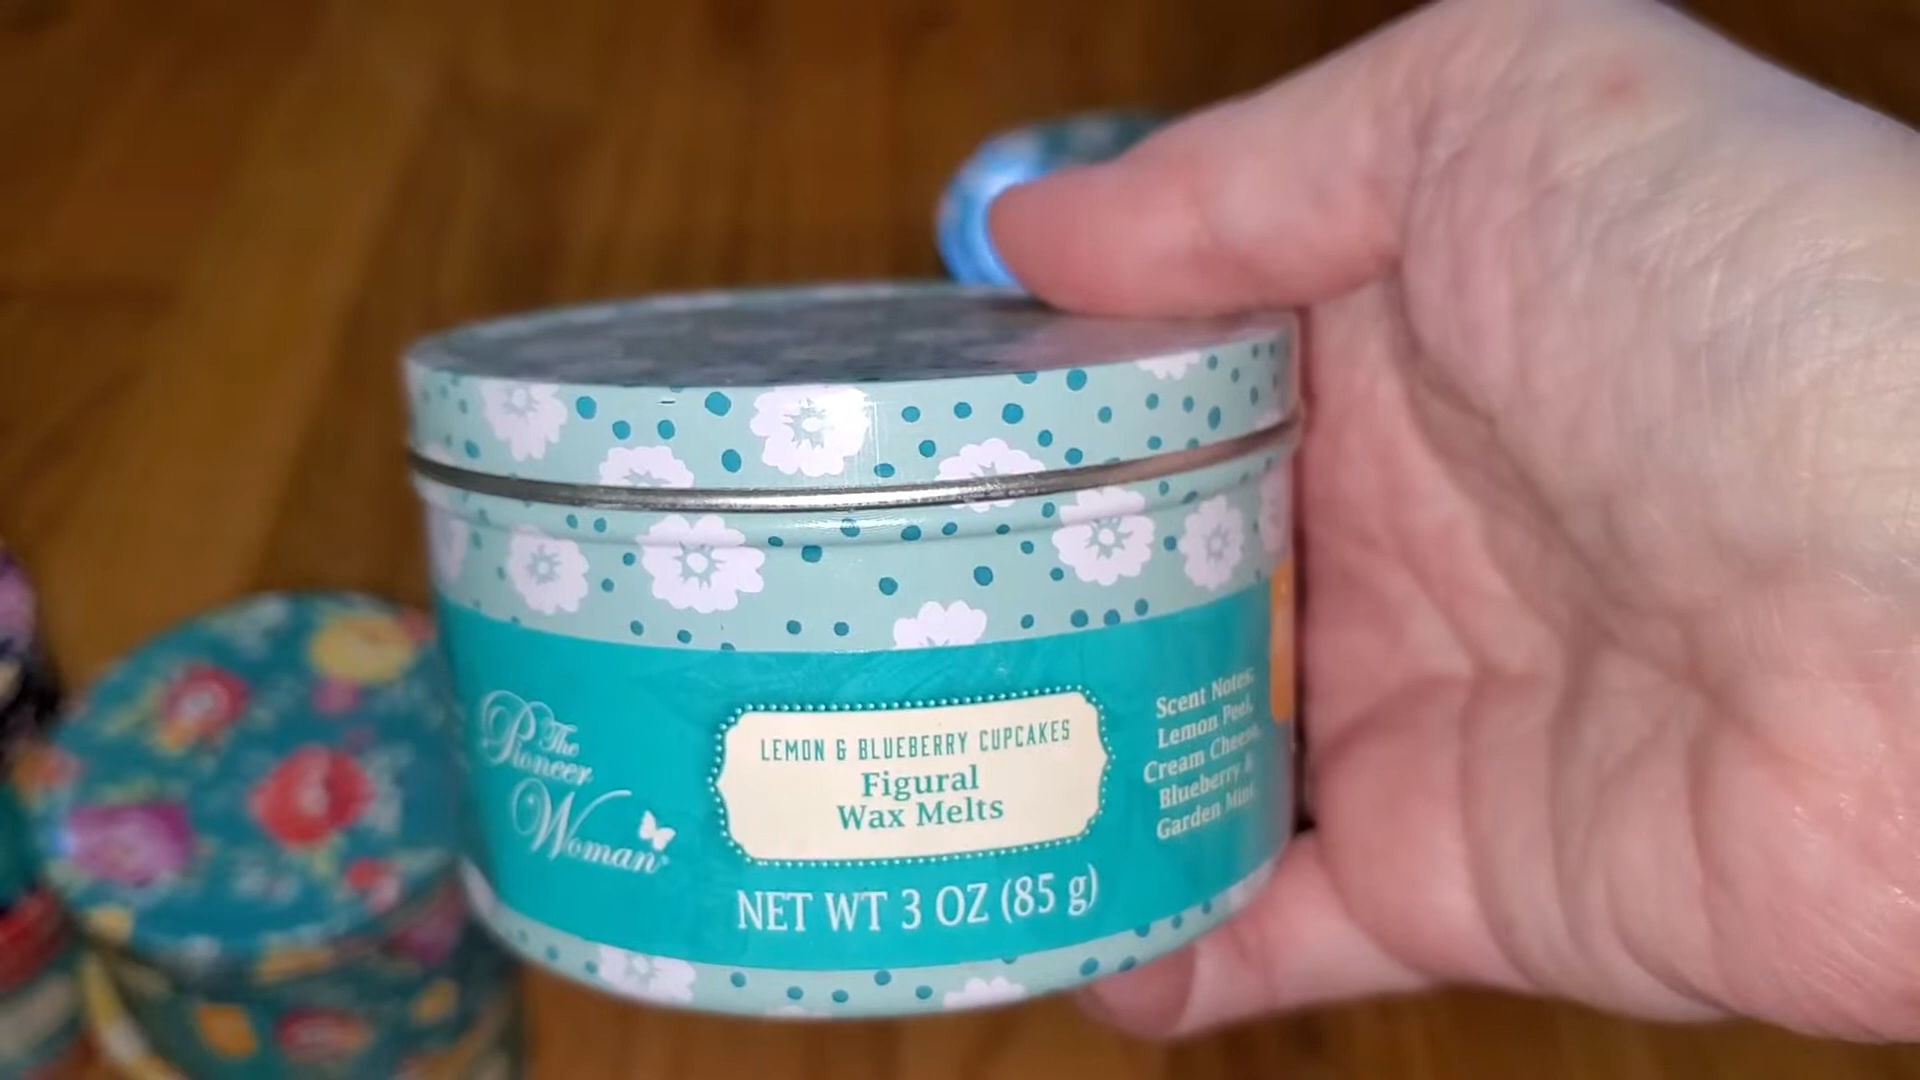 The
Pioneer
Woman
LEMON & BLUEBERRY CUPCAKES
Figural
Wax Melts
NET WT 3 OZ (85 g)
Scent Notes:
Lemon Peel,
Cream Cheese,
Blueberry &
Garden Mint